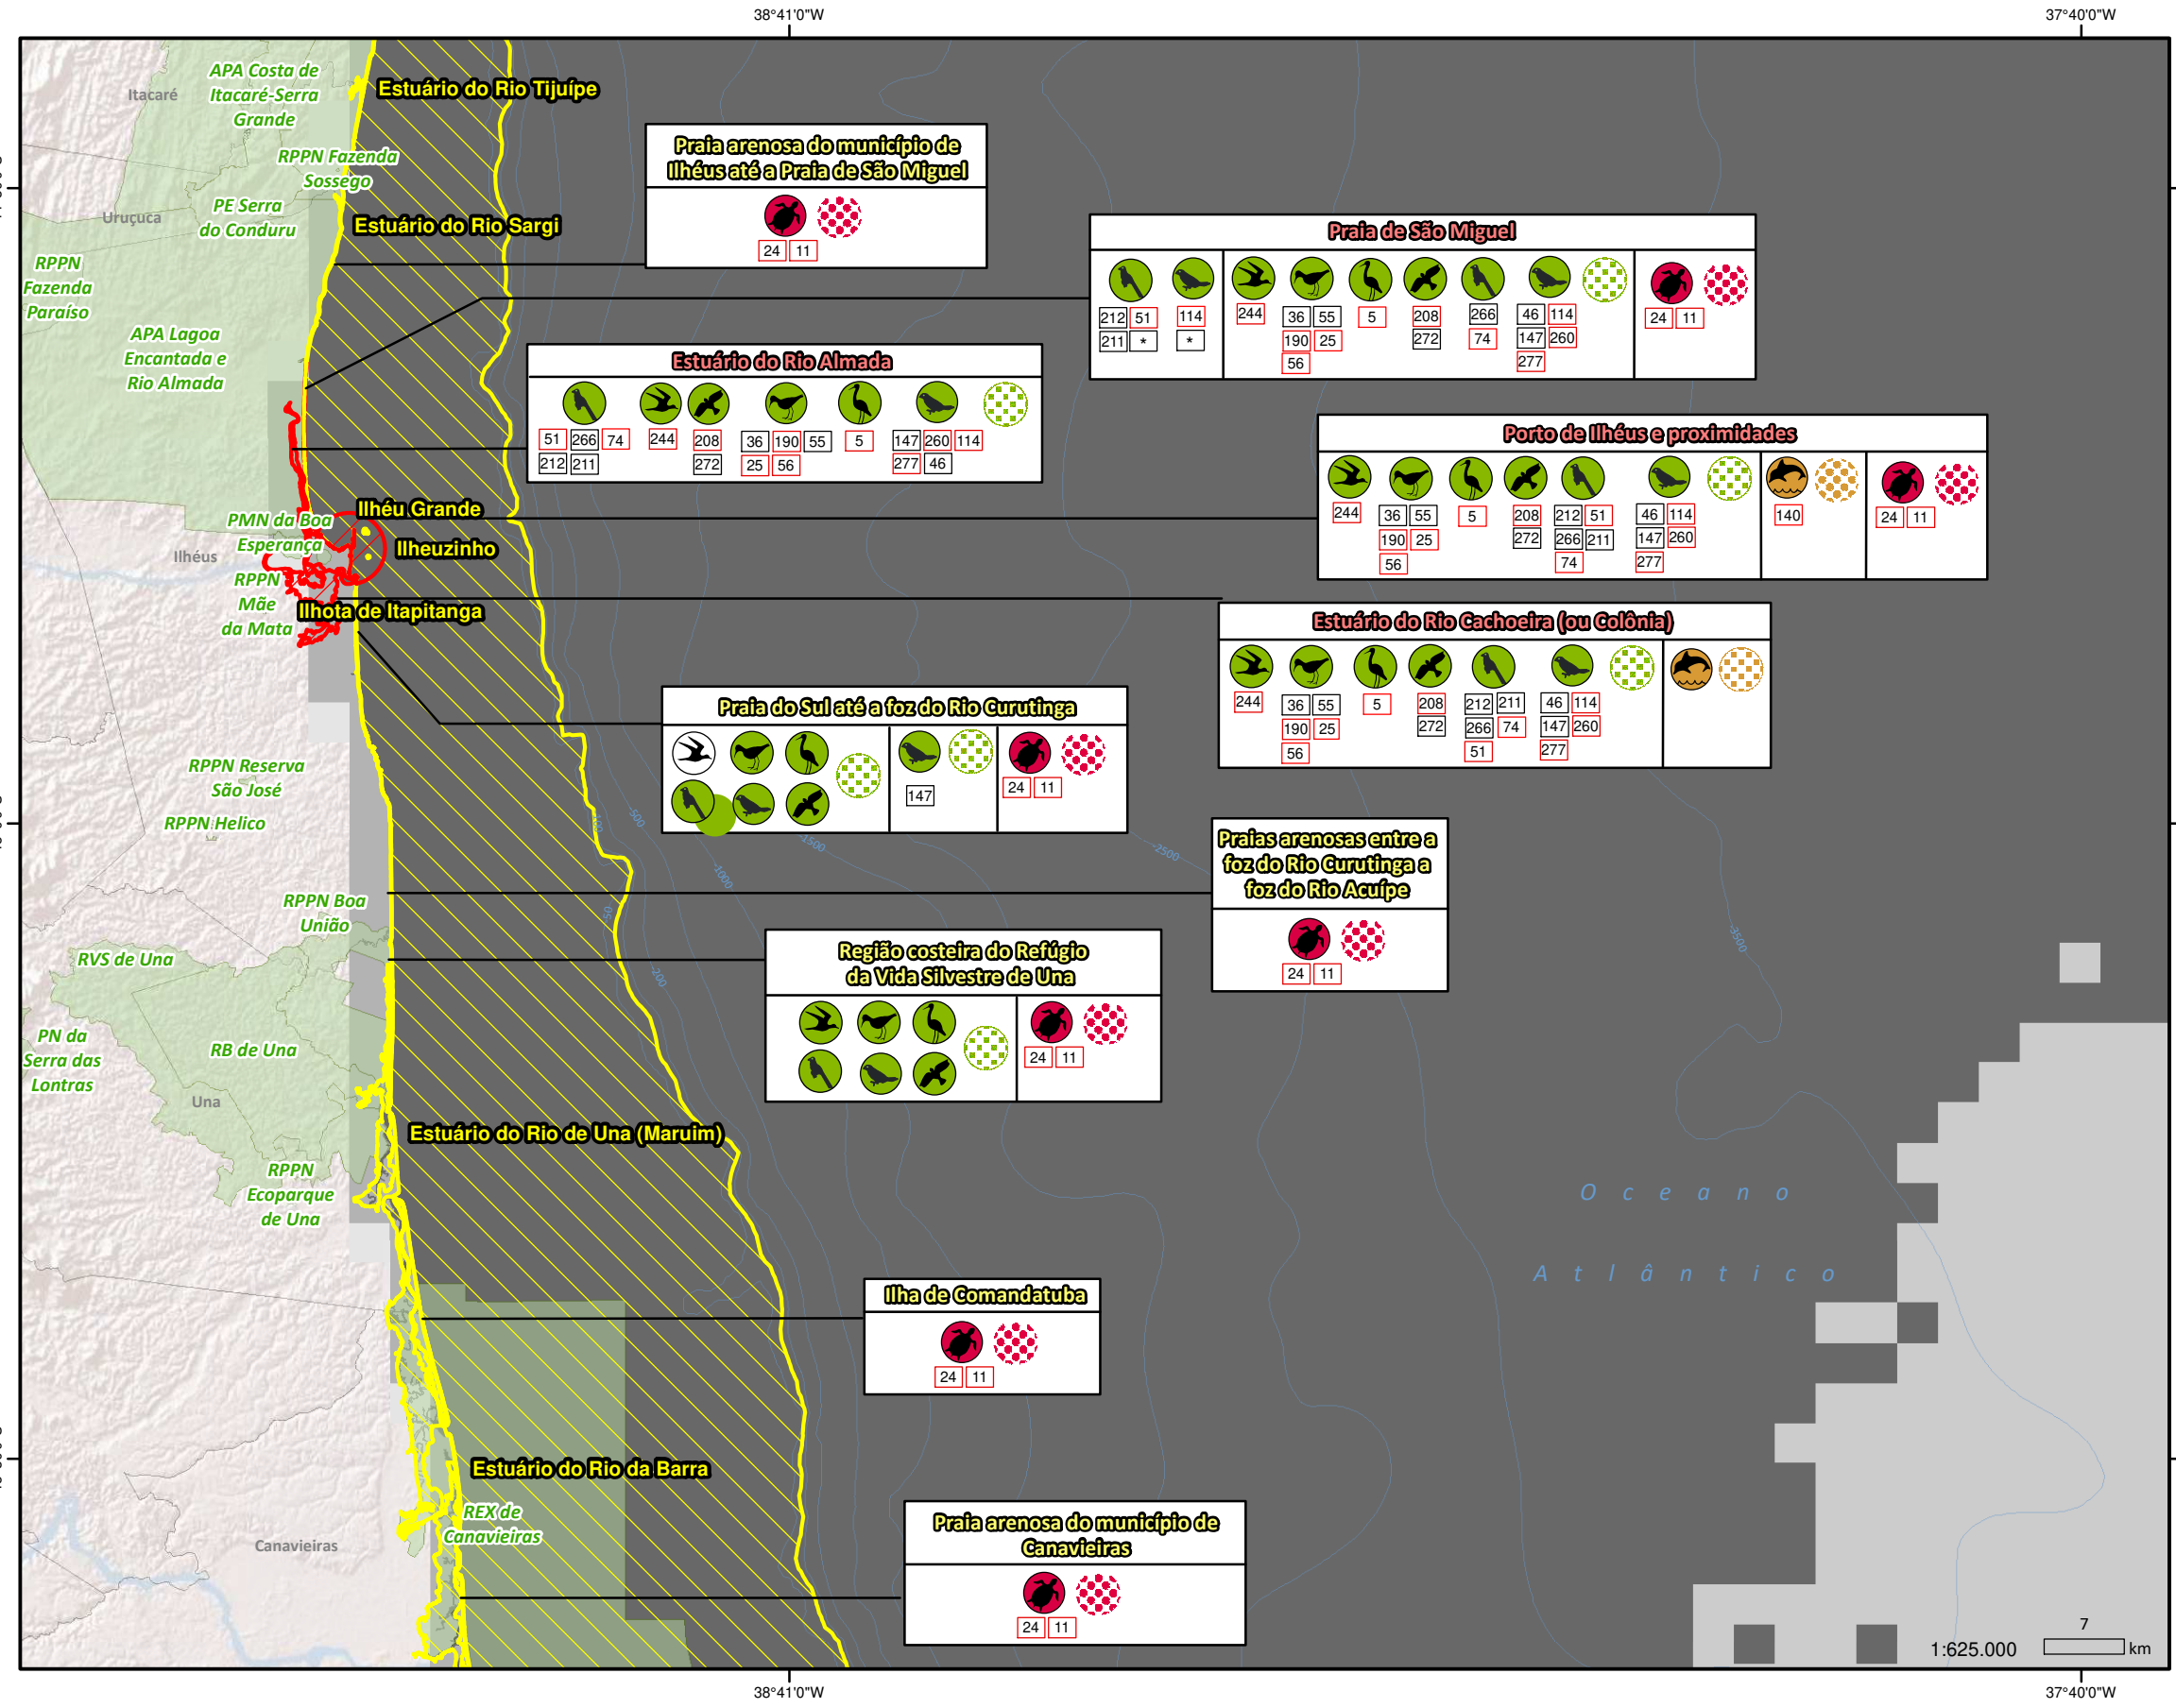 38°41'0"W
37°40'0"W
APA Costa de
Itacaré-Serra
Grande
Itacaré
Estuário do Rio Tijuípe
RPPN Fazenda
Sossego
PE Serra
do Conduru
Uruçuca
Estuário do Rio Sargi
RPPN
Fazenda
Paraíso
APA Lagoa
Encantada e
Rio Almada
Praia arenosa do município de
Ilhéus até a Praia de São Miguel
24 11
Praia de São Miguel
212 51 114 244 36 55 5 208 266 46 114 24 11
211 * * 190 25 272 74 147 260
56 277
Estuário do Rio Almada
51 266 74 244 208 36 190 55 5 147 260 114
212 211 272 25 56 277 46
Porto de Ilhéus e proximidades
244 36 55 5 208 212 51 46 114 140 24 11
190 25 272 266 211 147 260
56 74 277
Ilhéu Grande
PMN da Boa
Esperança
Ilheuzinho
Ilhéus
RPPN
Mãe
da Mata
Ilhota de Itapitanga
Estuário do Rio Cachoeira (ou Colônia)
244 36 55 5 208 212 211 46 114
190 25 272 266 74 147 260
56 51 277
Praia do Sul até a foz do Rio Curutinga
147 24 11
RPPN Reserva
São José
RPPN Helico
-100
-500
-1500
-1000
-2500
-50
-200
-3500
Praias arenosas entre a
foz do Rio Curutinga a
foz do Rio Acuípe
24 11
RPPN Boa
União
RVS de Una
Região costeira do Refúgio
da Vida Silvestre de Una
24 11
PN da
Serra das
Lontras
RB de Una
Una
Estuário do Rio de Una (Maruim)
RPPN
Ecoparque
de Una
Oceano
Atlântico
Ilha de Comandatuba
24 11
Estuário do Rio da Barra
REX de
Canavieiras
Canavieiras
Praia arenosa do município de
Canavieiras
24 11
7
1:625.000 km
38°41'0"W
37°40'0"W